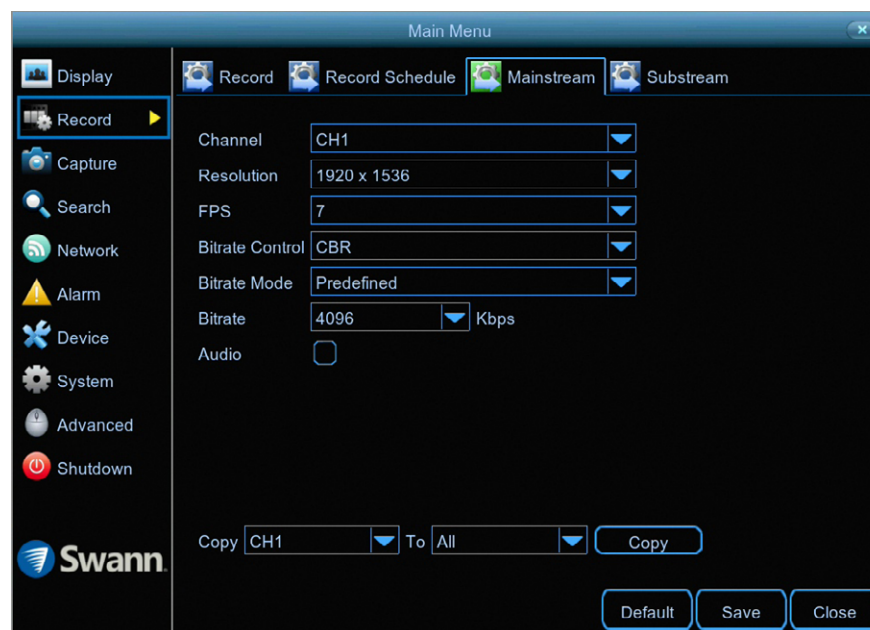 Main Menu
Display
Record
Capture
Search
Network
Alarm
Device
System
Advanced
Shutdown
Swann
Record Record Schedule Mainstream Substream
Channel CH1
Resolution 1920 x 1536
FPS 7
Bitrate Control CBR
Bitrate Mode Predefined
Bitrate 4096 Kbps
Audio
Copy CH1 To All Copy
Default Save Close